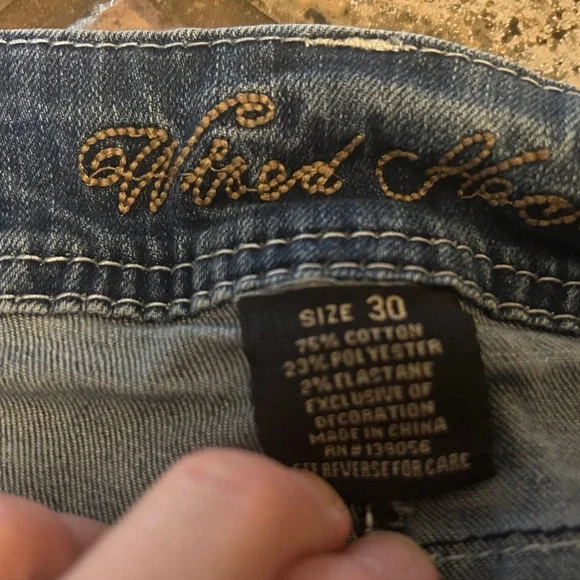 Wired
SIZE 30
75% COTTON
23% POLYESTER
2% ELASTANE
EXCLUSIVE OF
DECORATION
MADE IN CHINA
RN# 139056
REVERSE FOR CARE